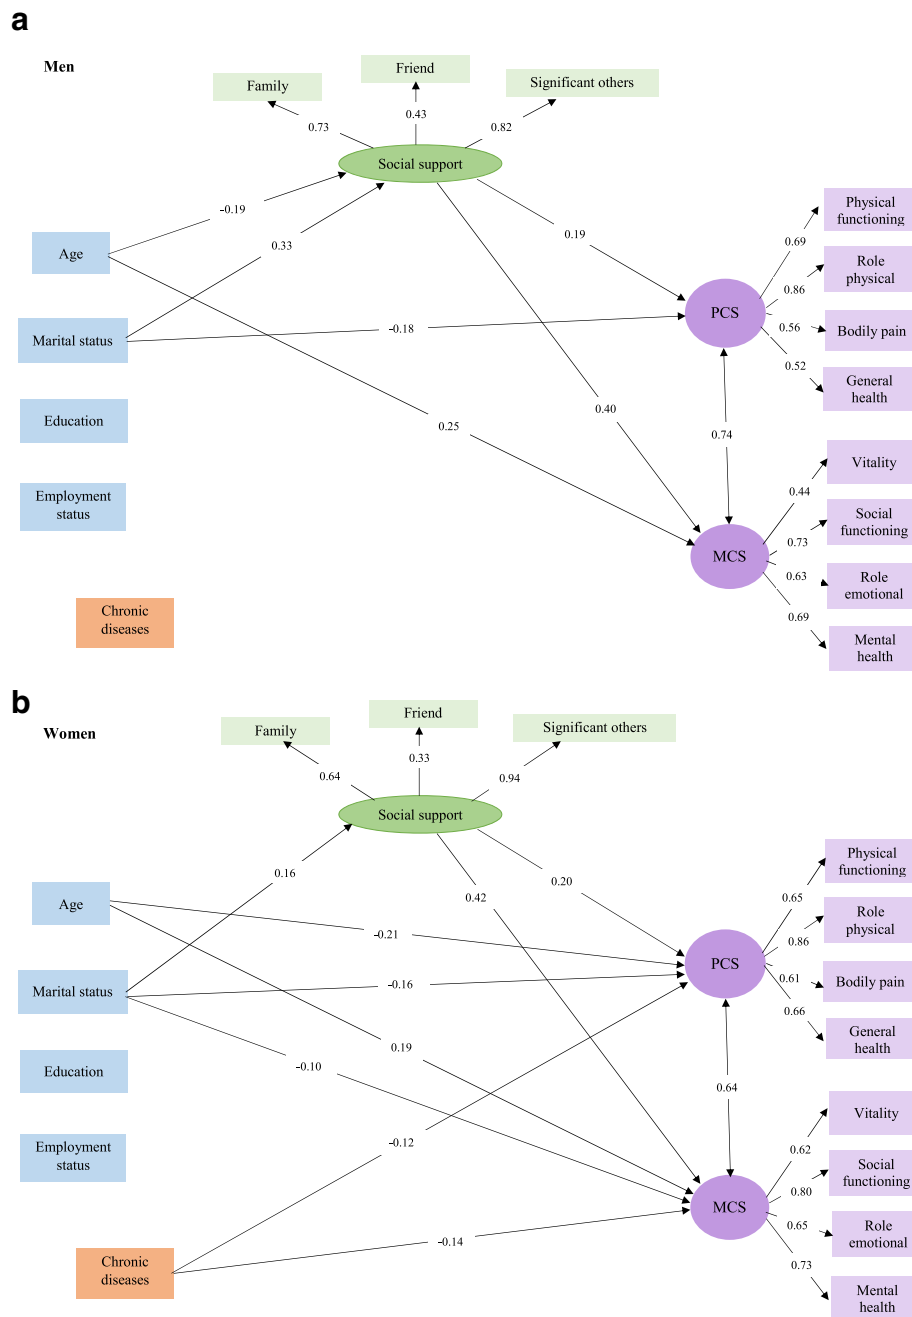 a
Men
Family
Friend
Significant others
0.73
0.43
0.82
Social support
-0.19
0.33
0.19
Age
Marital status
Education
Employment
status
Chronic
diseases
-0.18
0.25
0.40
PCS
0.74
MCS
0.69
0.86
0.56
0.52
Physical
functioning
Role
physical
Bodily pain
General
health
0.44
0.73
0.63
0.69
Vitality
Social
functioning
Role
emotional
Mental
health
b
Women
Family
Friend
Significant others
0.64
0.33
0.94
Social support
0.16
0.42
0.20
Age
Marital status
Education
Employment
status
Chronic
diseases
-0.21
-0.16
0.19
-0.10
-0.12
-0.14
PCS
0.64
MCS
0.65
0.86
0.61
0.66
Physical
functioning
Role
physical
Bodily pain
General
health
0.62
0.80
0.65
0.73
Vitality
Social
functioning
Role
emotional
Mental
health